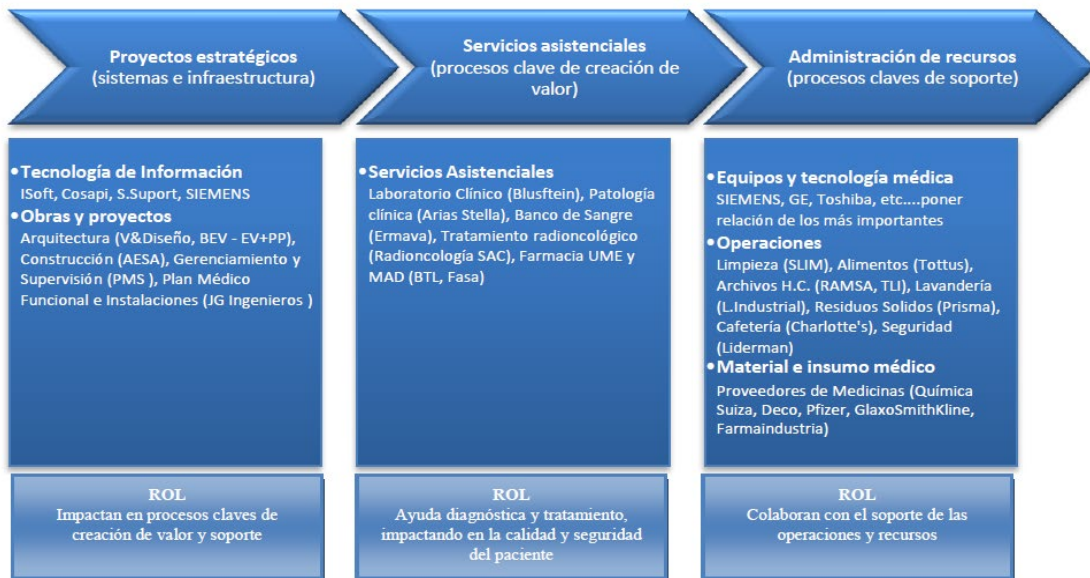 Proyectos estratégicos
(sistemas e infraestructura)
Servicios asistenciales
(procesos clave de creación de
valor)
Administración de recursos
(procesos claves de soporte)
•Tecnología de Información
ISoft, Cosapi, S.Suport, SIEMENS
•Obras y proyectos
Arquitectura (V&Diseño, BEV - EV+PP),
Construcción (AESA), Gerenciamiento y
Supervisión (PMS ), Plan Médico
Funcional e Instalaciones (JG Ingenieros )
•Servicios Asistenciales
Laboratorio Clínico (Blusftein), Patología
clínica (Arias Stella), Banco de Sangre
(Ermava), Tratamiento radioncológico
(Radioncología SAC), Farmacia UME y
MAD (BTL, Fasa)
•Equipos y tecnología médica
SIEMENS, GE, Toshiba, etc....poner
relación de los más importantes
•Operaciones
Limpieza (SLIM), Alimentos (Tottus),
Archivos H.C. (RAMSA, TLI), Lavandería
(L.Industrial), Residuos Solidos (Prisma),
Cafetería (Charlotte's), Seguridad
(Liderman)
•Material e insumo médico
Proveedores de Medicinas (Química
Suiza, Deco, Pfizer, GlaxoSmithKline,
Farmaindustria)
ROL
Impactan en procesos claves de
creación de valor y soporte
ROL
Ayuda diagnóstica y tratamiento,
impactando en la calidad y seguridad
del paciente
ROL
Colaboran con el soporte de las
operaciones y recursos